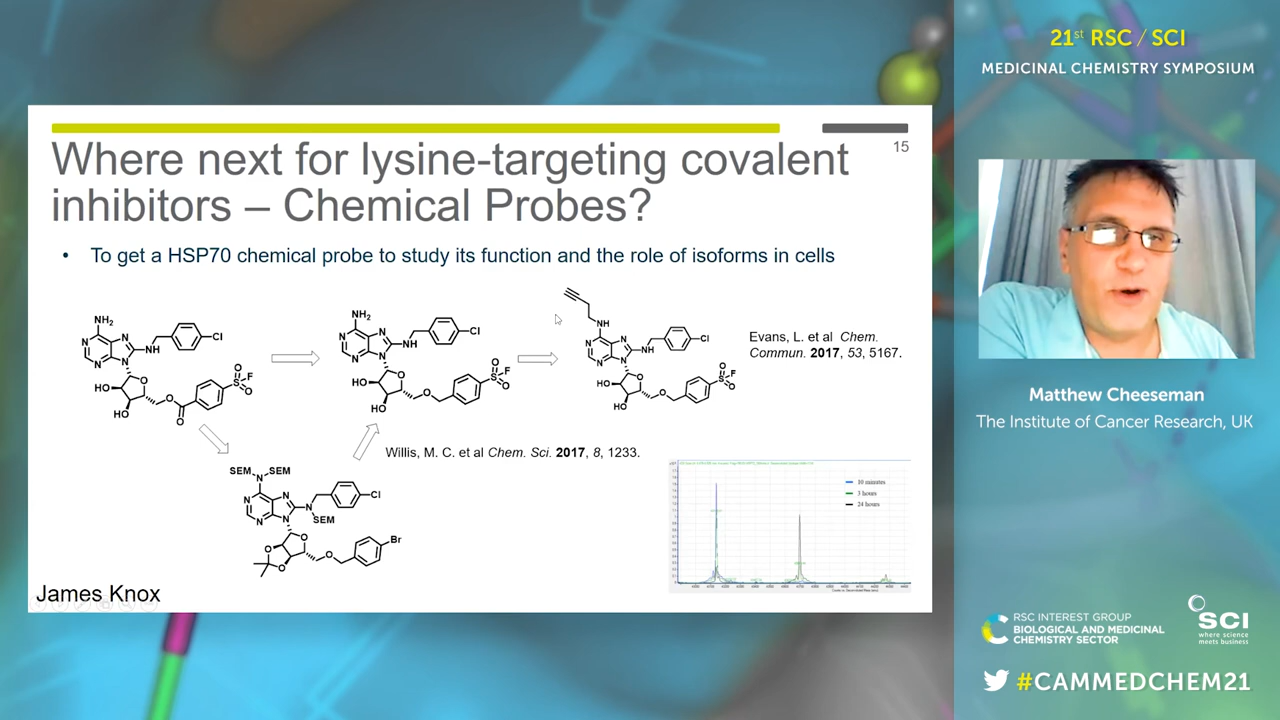 21st RSC / SCI
MEDICINAL CHEMISTRY SYMPOSIUM
15
Where next for lysine-targeting covalent
inhibitors – Chemical Probes?
• To get a HSP70 chemical probe to study its function and the role of isoforms in cells
NH2
N
N
N
N
NH
Cl
HO
HO
O
O
O
O
S
O
F
NH2
N
N
N
N
NH
Cl
HO
HO
O
O
O
S
O
F
NH
N
N
N
N
NH
Cl
HO
HO
O
O
O
S
O
F
Evans, L. et al Chem.
Commun. 2017, 53, 5167.
Willis, M. C. et al Chem. Sci. 2017, 8, 1233.
SEM
N
SEM
N
N
N
N
N
SEM
Cl
O
O
O
O
Br
10 minutes
3 hours
24 hours
James Knox
Matthew Cheeseman
The Institute of Cancer Research, UK
RSC INTEREST GROUP
BIOLOGICAL AND MEDICINAL
CHEMISTRY SECTOR
SCI
where science
meets business
#CAMMEDCHEM21